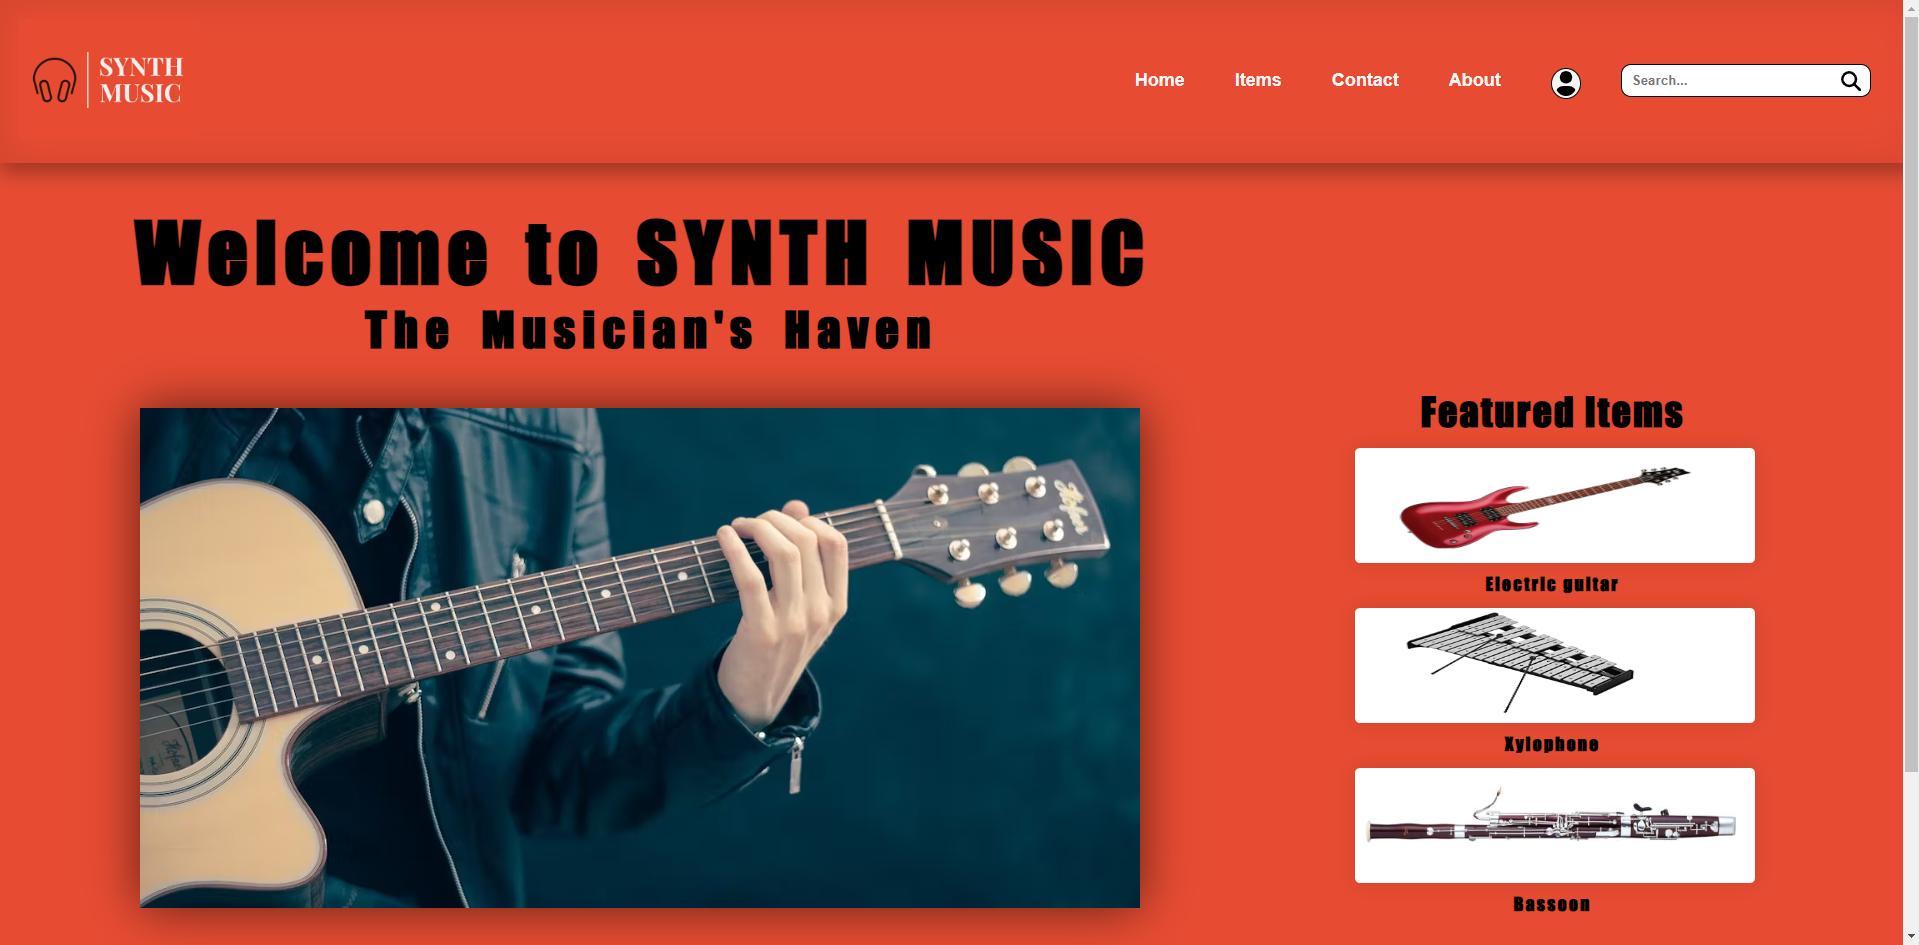 SYNTH
MUSIC
Home Items Contact About Search...
Welcome to SYNTH MUSIC
The Musician's Haven
Featured Items
Electric guitar
Xylophone
Bassoon
Hofner